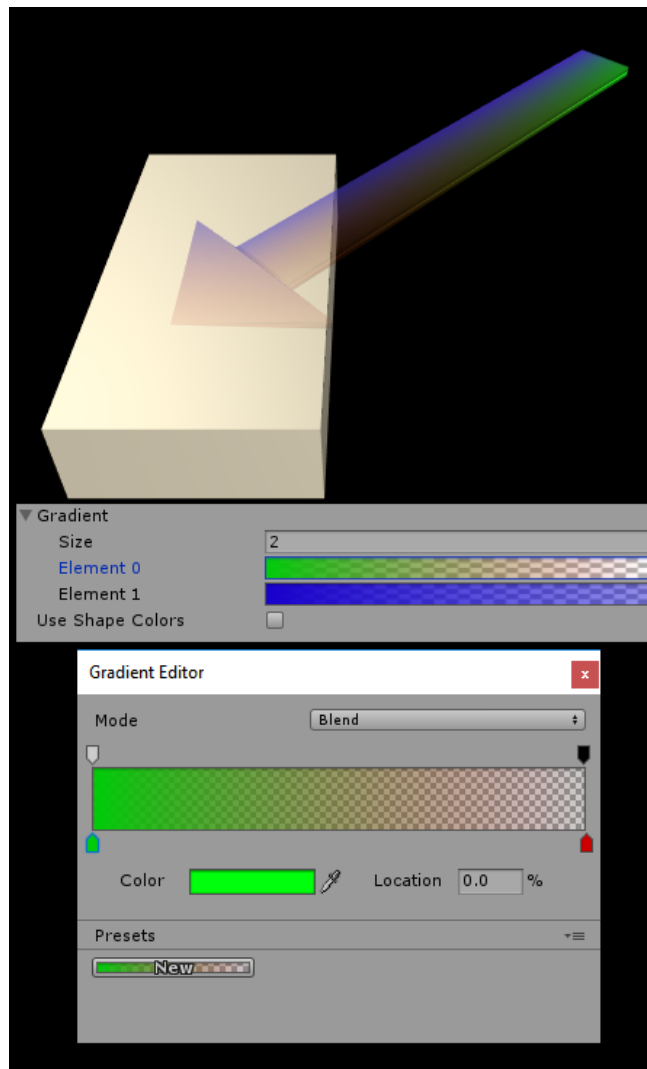 Gradient
Size 2
Element 0
Element 1
Use Shape Colors
Gradient Editor
x
Mode Blend
Color Location 0.0 %
Presets
New